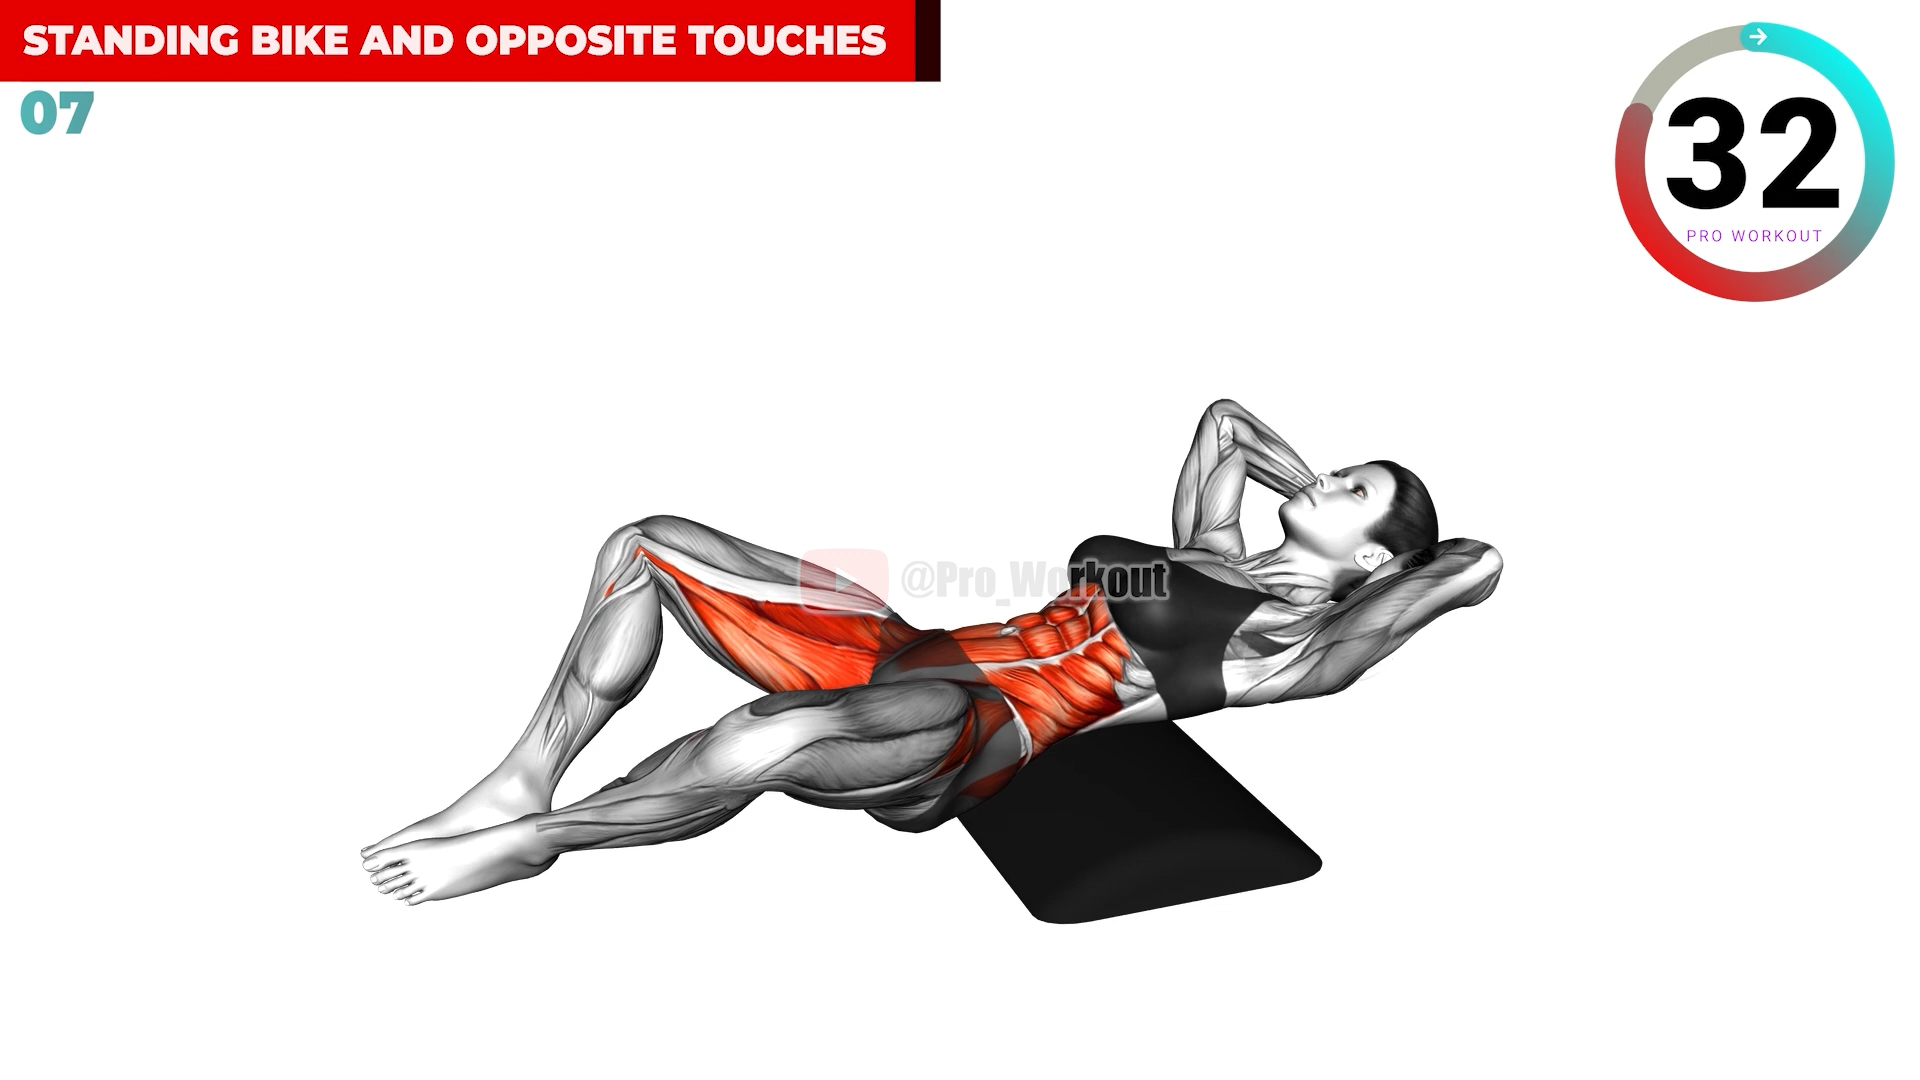 STANDING BIKE AND OPPOSITE TOUCHES
07
32
PRO WORKOUT
@Pro_Workout